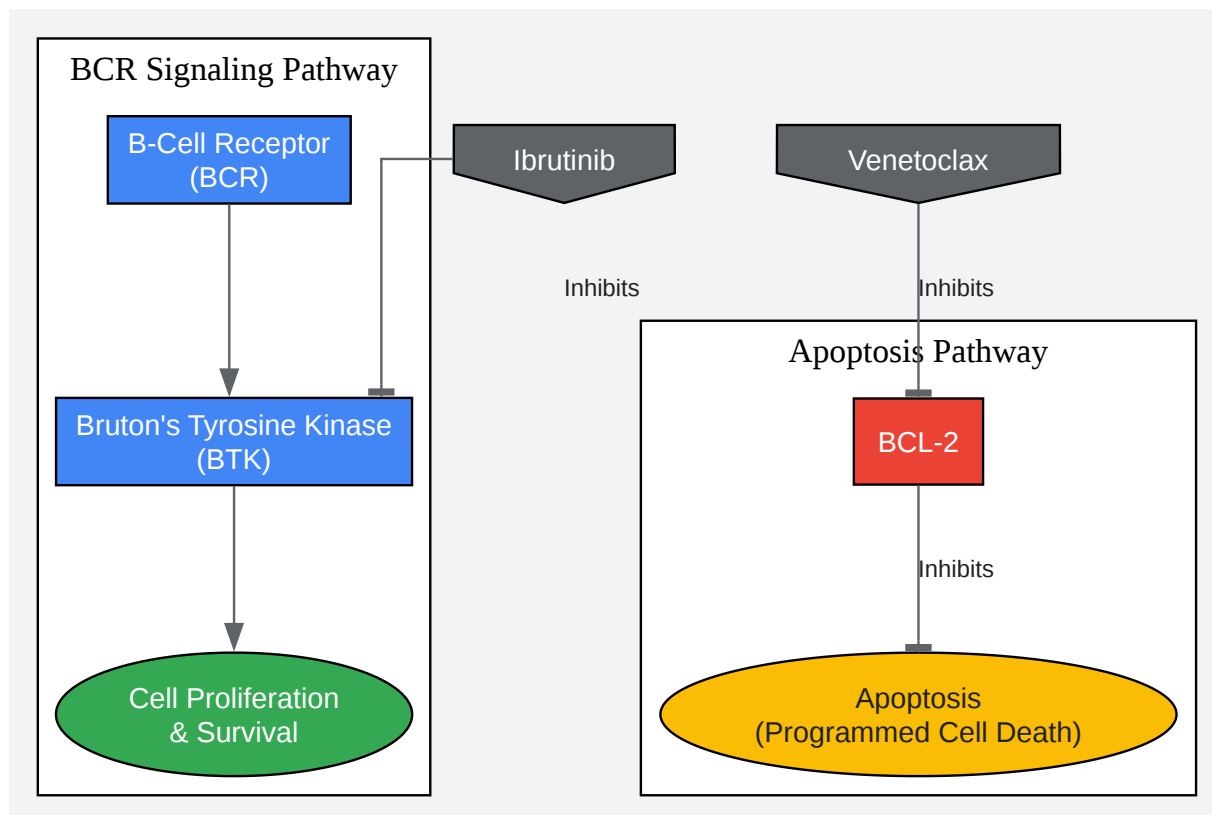 BCR Signaling Pathway
B-Cell Receptor
(BCR)
Ibrutinib
Venetoclax
Inhibits
Inhibits
Apoptosis Pathway
Bruton's Tyrosine Kinase
(BTK)
BCL-2
Inhibits
Cell Proliferation
& Survival
Apoptosis
(Programmed Cell Death)